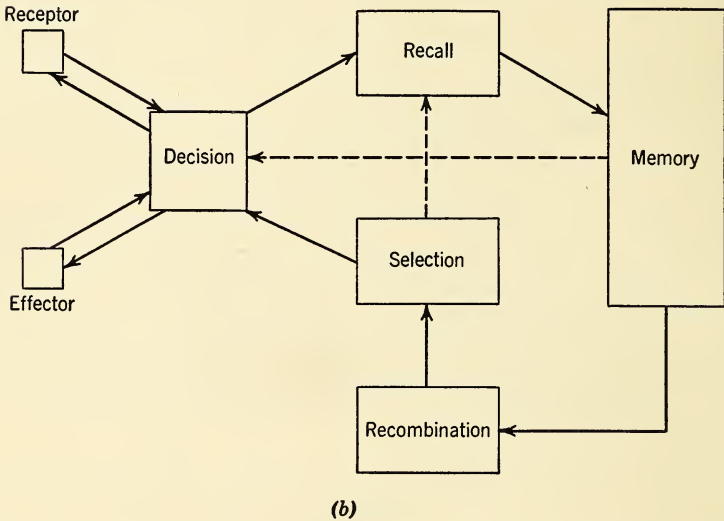 Receptor
Recall
Decision
Memory
Selection
Effector
Recombination
(b)